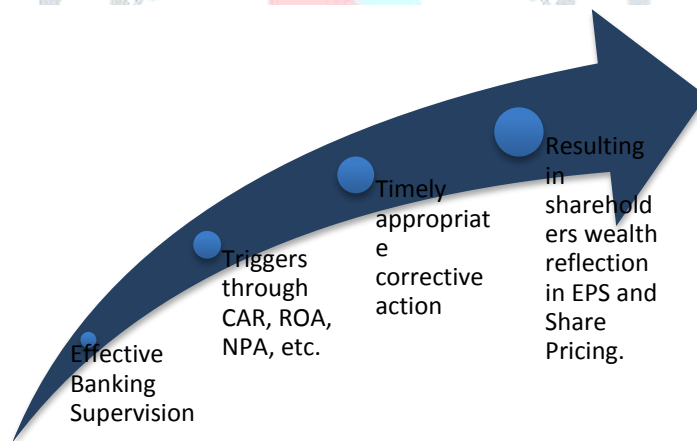 Effective
Banking
Supervision
Triggers
through
CAR, ROA,
NPA, etc.
Timely
appropriat
e
corrective
action
Resulting
in
sharehold
ers wealth
reflection
in EPS and
Share
Pricing.